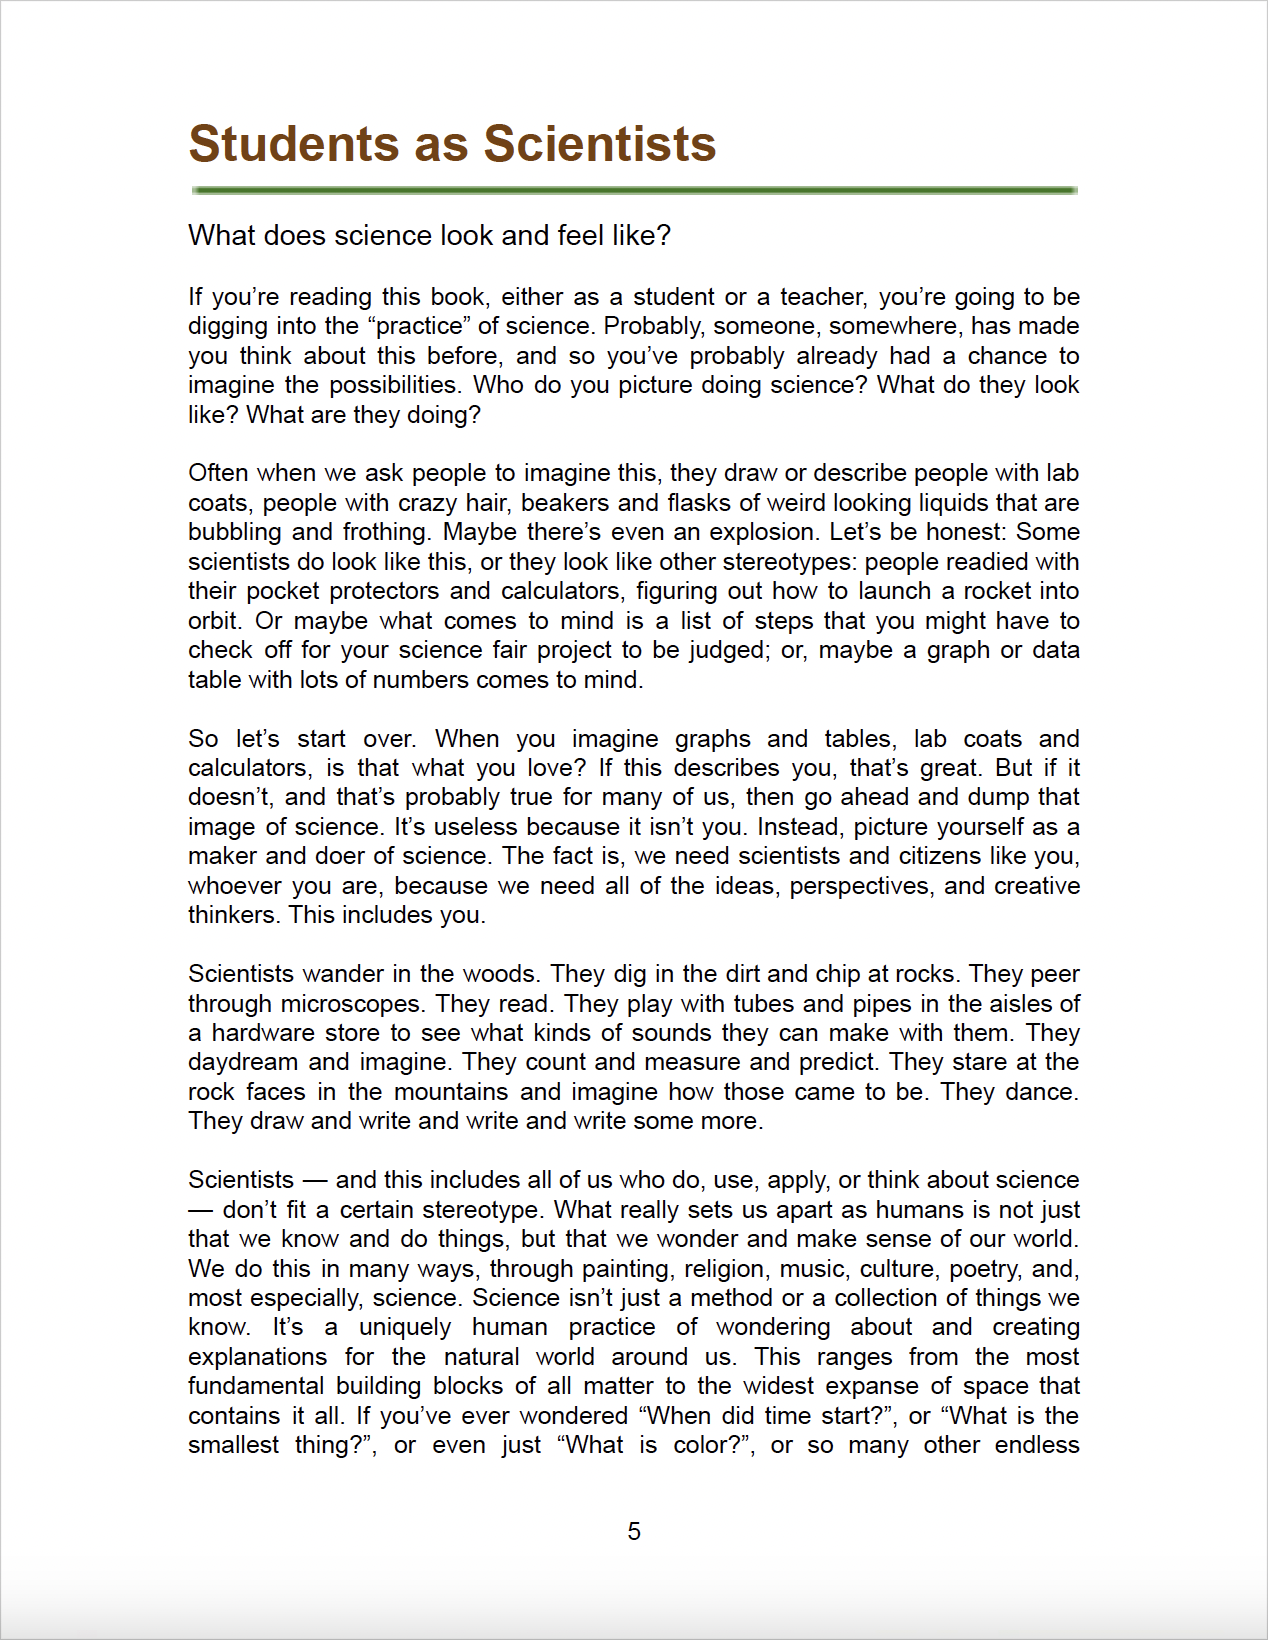 Students as Scientists
What does science look and feel like?
If you’re reading this book, either as a student or a teacher, you’re going to be
digging into the “practice” of science. Probably, someone, somewhere, has made
you think about this before, and so you’ve probably already had a chance to
imagine the possibilities. Who do you picture doing science? What do they look
like? What are they doing?
Often when we ask people to imagine this, they draw or describe people with lab
coats, people with crazy hair, beakers and flasks of weird looking liquids that are
bubbling and frothing. Maybe there’s even an explosion. Let’s be honest: Some
scientists do look like this, or they look like other stereotypes: people readied with
their pocket protectors and calculators, figuring out how to launch a rocket into
orbit. Or maybe what comes to mind is a list of steps that you might have to
check off for your science fair project to be judged; or, maybe a graph or data
table with lots of numbers comes to mind.
So let’s start over. When you imagine graphs and tables, lab coats and
calculators, is that what you love? If this describes you, that’s great. But if it
doesn’t, and that’s probably true for many of us, then go ahead and dump that
image of science. It’s useless because it isn’t you. Instead, picture yourself as a
maker and doer of science. The fact is, we need scientists and citizens like you,
whoever you are, because we need all of the ideas, perspectives, and creative
thinkers. This includes you.
Scientists wander in the woods. They dig in the dirt and chip at rocks. They peer
through microscopes. They read. They play with tubes and pipes in the aisles of
a hardware store to see what kinds of sounds they can make with them. They
daydream and imagine. They count and measure and predict. They stare at the
rock faces in the mountains and imagine how those came to be. They dance.
They draw and write and write and write some more.
Scientists — and this includes all of us who do, use, apply, or think about science
— don’t fit a certain stereotype. What really sets us apart as humans is not just
that we know and do things, but that we wonder and make sense of our world.
We do this in many ways, through painting, religion, music, culture, poetry, and,
most especially, science. Science isn’t just a method or a collection of things we
know. It’s a uniquely human practice of wondering about and creating
explanations for the natural world around us. This ranges from the most
fundamental building blocks of all matter to the widest expanse of space that
contains it all. If you’ve ever wondered “When did time start?”, or “What is the
smallest thing?”, or even just “What is color?”, or so many other endless
5